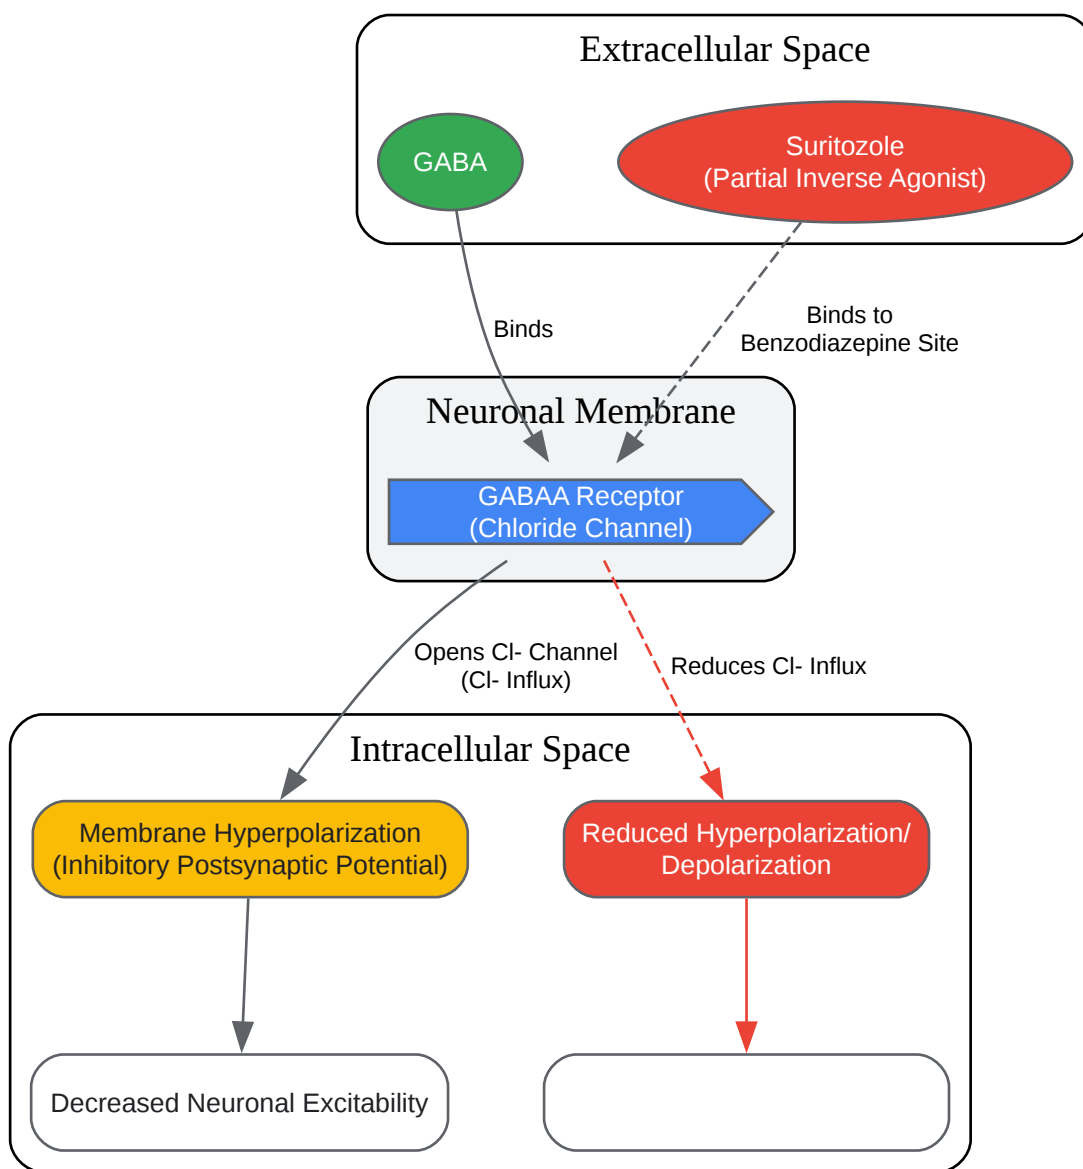 Extracellular Space
GABA
Suritozole
(Partial Inverse Agonist)
Binds
Binds to
Benzodiazepine Site
Neuronal Membrane
GABAA Receptor
(Chloride Channel)
Opens Cl- Channel
(Cl- Influx)
Reduces Cl- Influx
Intracellular Space
Membrane Hyperpolarization
(Inhibitory Postsynaptic Potential)
Reduced Hyperpolarization/
Depolarization
Decreased Neuronal Excitability